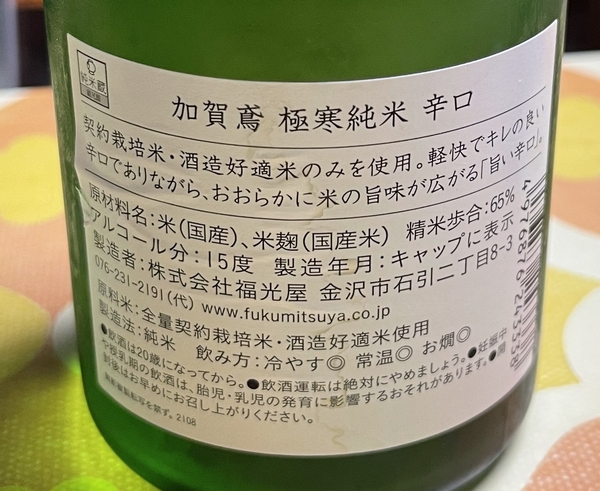 純米蔵
加賀鳶 極寒純米 辛口
契約栽培米・酒造好適米のみを使用。軽快でキレの良い
辛口でありながら、おおらかに米の旨味が広がる「旨い辛口」。
原材料名:米(国産)、米麹(国産米) 精米歩合:65%
アルコール分:15度 製造年月:キャップに表示
製造者:株式会社福光屋 金沢市石引二丁目8-3
076-231-2191(代) www.fukumitsuya.co.jp
原料米:全量契約栽培米・酒造好適米使用
製造法:純米 飲み方:冷やす◎ 常温◎ お燗◎
●飲酒は20歳になってから。●飲酒運転は絶対にやめましょう。●妊娠中
や授乳期の飲酒は、胎児・乳児の発育に影響するおそれがあります。●開
封後はお早めにお召し上がりください。
2108